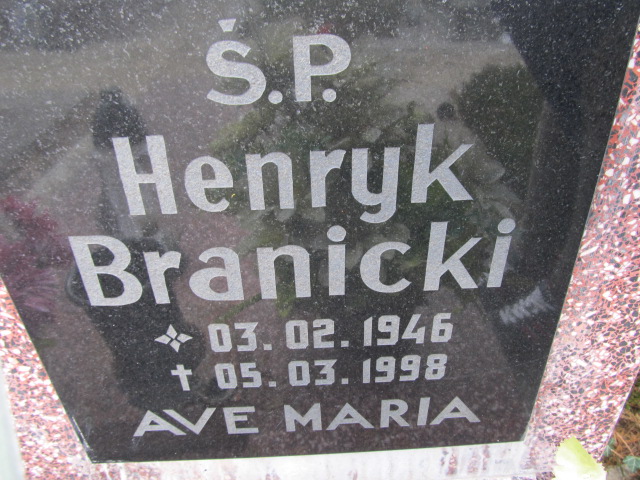 Ś.P.
Henryk
Branicki
03. 02. 1946
✝ 05. 03. 1998
AVE MARIA